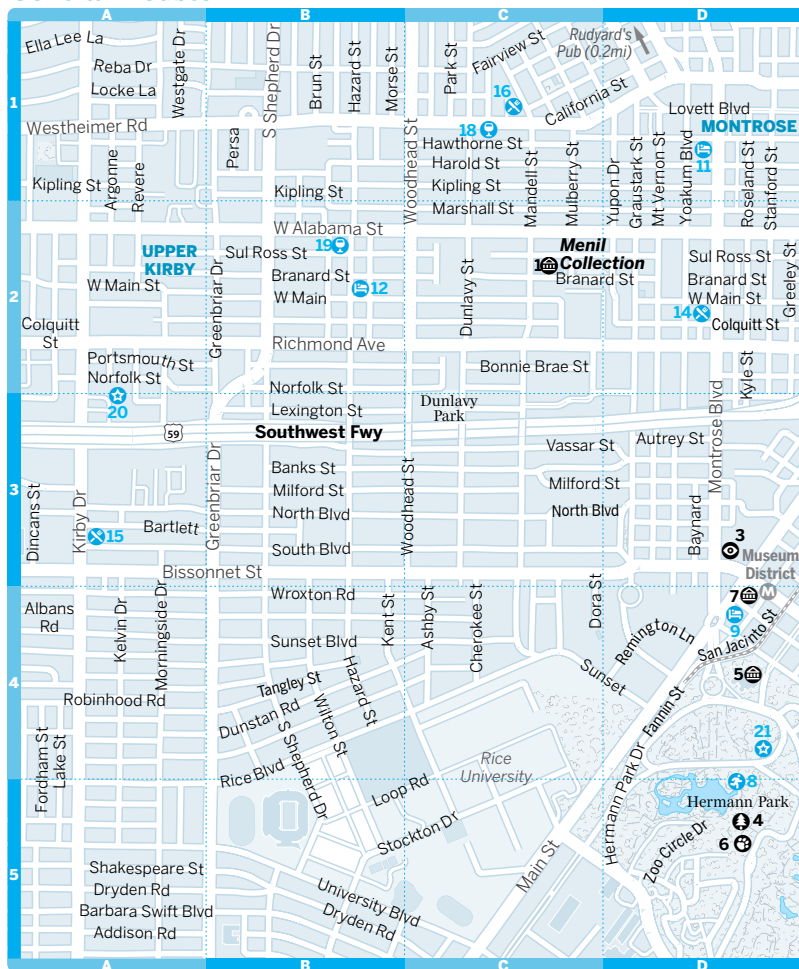 A
B
C
D
Ella Lee La
Reba Dr
Locke La
Westgate Dr
S Shepherd Dr
Brun St
Hazard St
Morse St
Park St
Fairview St
Rudyard's
Pub (0.2mi)
1
16
California St
Lovett Blvd
MONTROSE
Westheimer Rd
18
Persa
Woodhead St
Hawthorne St
Harold St
Kipling St
Marshall St
11
Kipling St
Argonne
Revere
Kipling St
Mandell St
Mulberry St
Yupon Dr
Graustark St
Mt Vernon St
Yoakum Blvd
Roseland St
Stanford St
W Alabama St
UPPER
KIRBY
Sul Ross St
19
Menil
Collection
1
Sul Ross St
2
W Main St
Greenbriar Dr
Branard St
12
W Main
Dunlavy St
Branard St
Branard St
W Main St
14
Colquitt St
Greeley St
Colquitt
St
Richmond Ave
Portsmouth St
Norfolk St
20
Bonnie Brae St
Kyle St
Norfolk St
Lexington St
Dunlavy
Park
59
Southwest Fwy
Vassar St
Autrey St
Montrose Blvd
3
Dincans St
Kirby Dr
Greenbriar Dr
Banks St
Milford St
North Blvd
South Blvd
Woodhead St
Milford St
North Blvd
Baynard
Bartlett
15
3
Museum
District
M
Bissonnet St
7
9
Albans
Rd
Kelvin Dr
Morningside Dr
Wroxton Rd
Kent St
Ashby St
Cherokee St
Dora St
Remington Ln
San Jacinto St
Sunset Blvd
Sunset
4
5
Robinhood Rd
Tangley St
Hazard St
Dunstan Rd
Wilton St
S Shepherd Dr
Fannin St
21
Fordham St
Lake St
Rice Blvd
Rice
University
Loop Rd
Hermann Park Dr
8
Hermann Park
4
Stockton Dr
Zoo Circle Dr
6
5
Main St
Shakespeare St
Dryden Rd
Barbara Swift Blvd
Addison Rd
University Blvd
Dryden Rd
A
B
C
D